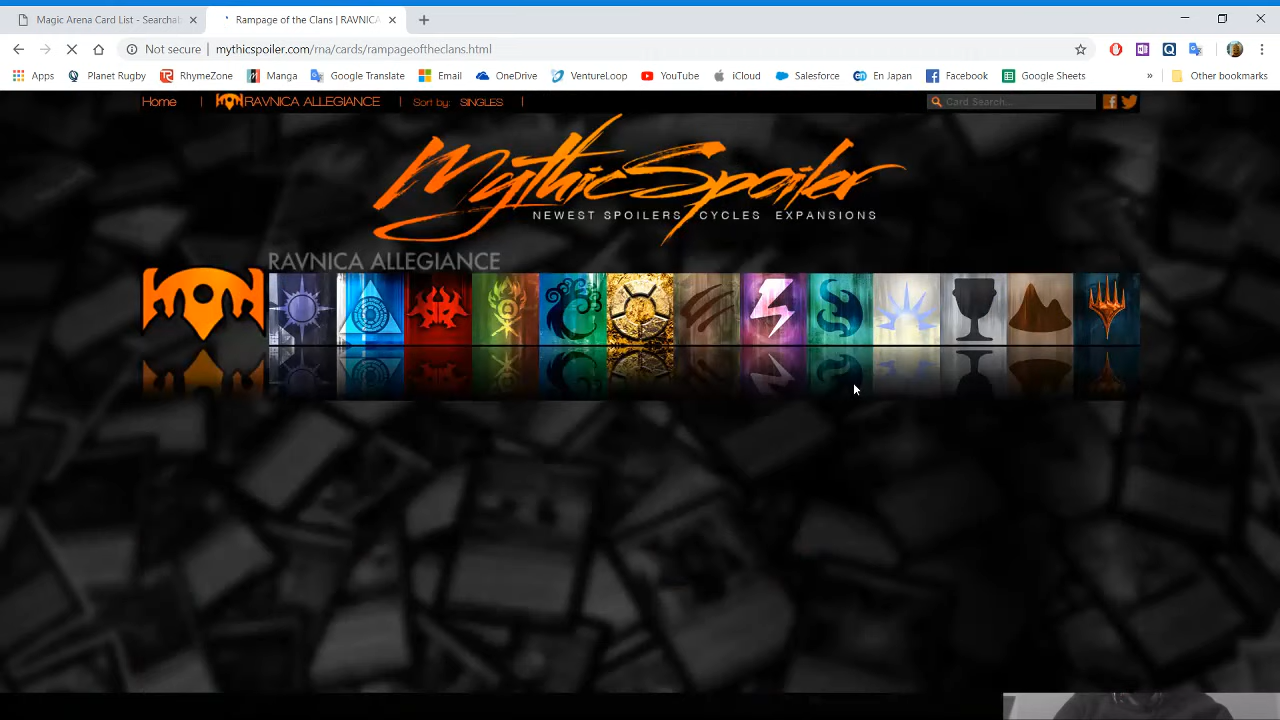 Magic Arena Card List - Searchab
Rampage of the Clans | RAVNICA
Not secure | mythicspoiler.com/rna/cards/rampageoftheclans.html
Apps Planet Rugby RhymeZone Manga Google Translate Email OneDrive VentureLoop YouTube iCloud Salesforce En Japan Facebook Google Sheets » Other bookmarks
Home | RAVNICA ALLEGIANCE | Sort by: SINGLES | Card Search...
MythicSpoiler
NEWEST SPOILERS CYCLES EXPANSIONS
RAVNICA ALLEGIANCE